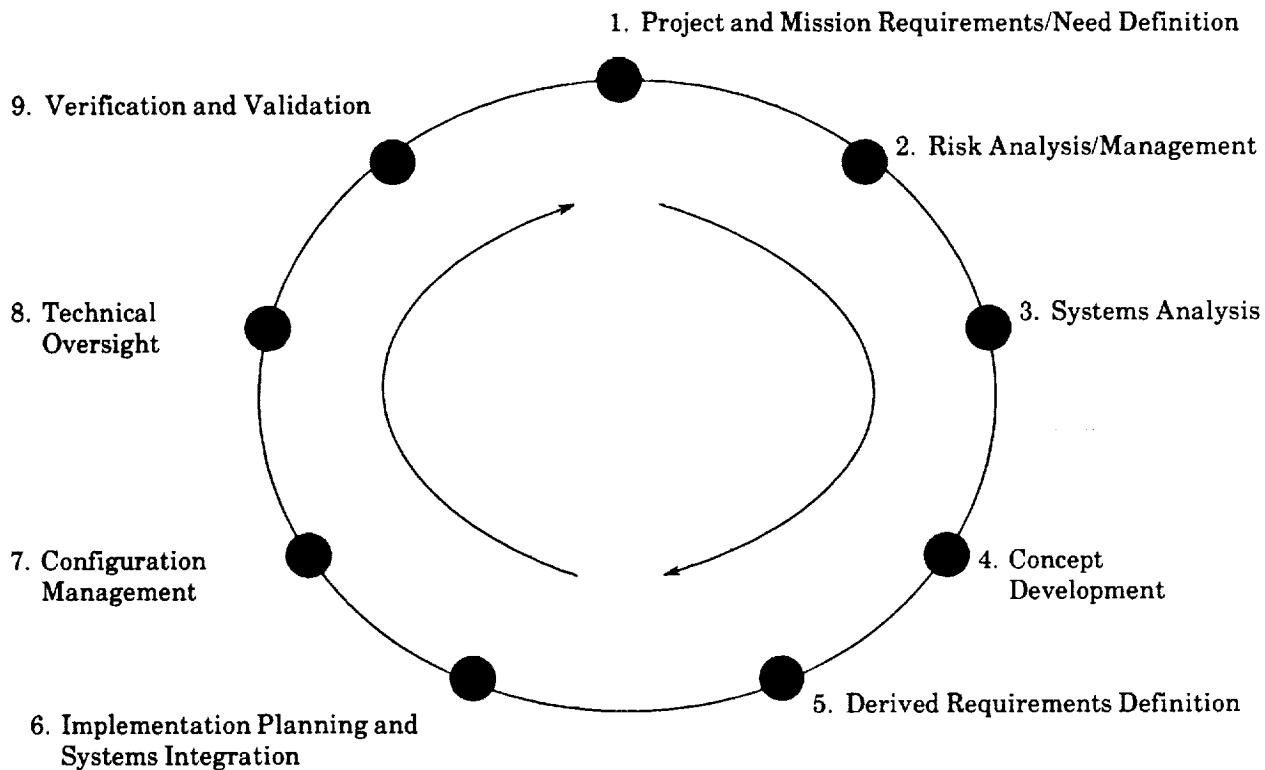 1. Project and Mission Requirements/Need Definition
2. Risk Analysis/Management
3. Systems Analysis
4. Concept
Development
5. Derived Requirements Definition
6. Implementation Planning and
Systems Integration
7. Configuration
Management
8. Technical
Oversight
9. Verification and Validation